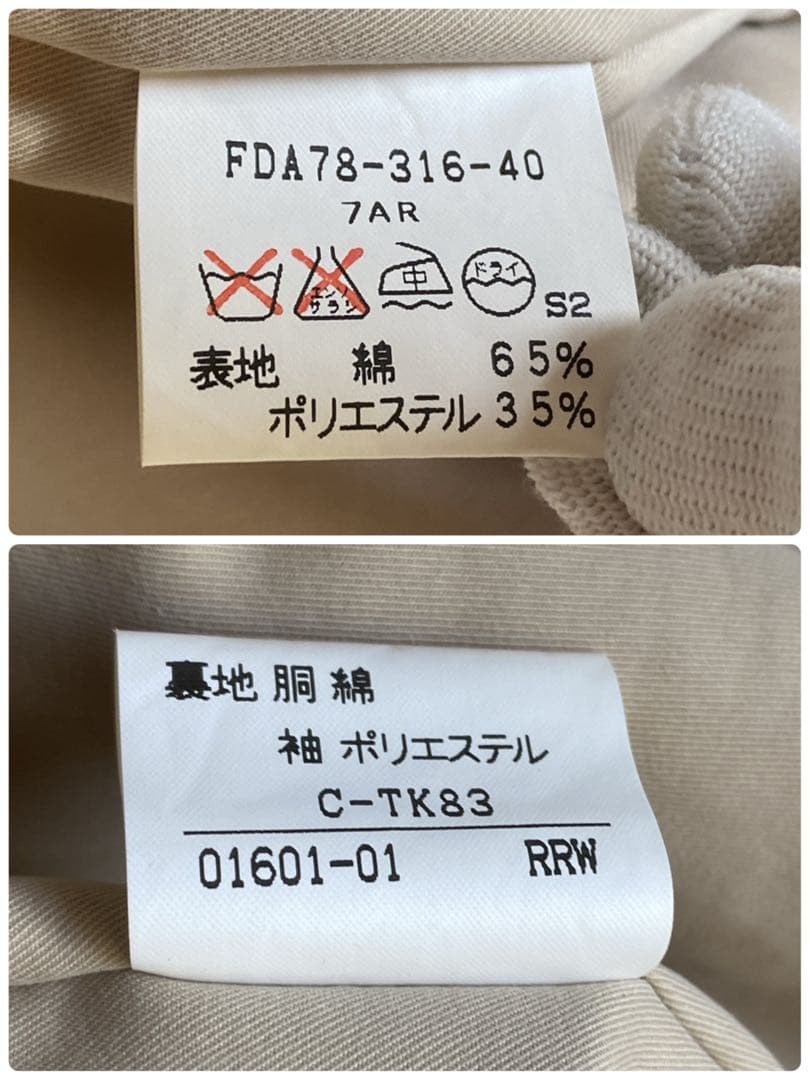 FDA78-316-40
7AR
エンソ
サラシ
中
ドライ
S2
表地 綿 65%
ポリエステル 35%
裏地 胴 綿
袖 ポリエステル
C-TK83
01601-01 RRW